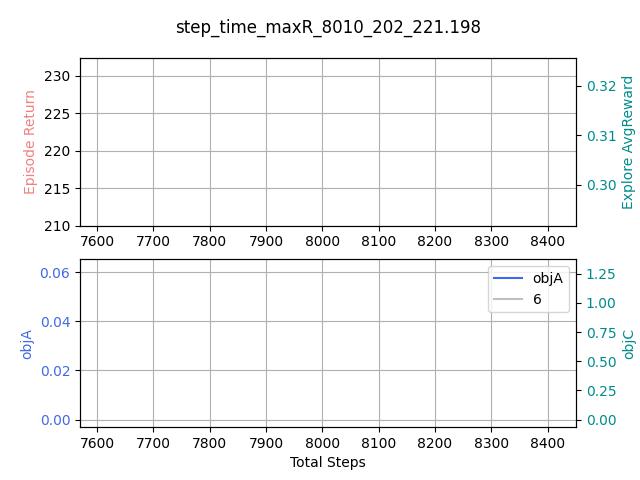 step_time_maxR_8010_202_221.198
230
225
220
215
210
Episode Return
0.32
0.31
0.30
Explore AvgReward
7600 7700 7800 7900 8000 8100 8200 8300 8400
0.06
0.04
0.02
0.00
objA
objA
6
1.25
1.00
0.75
0.50
0.25
0.00
objC
7600 7700 7800 7900 8000 8100 8200 8300 8400
Total Steps